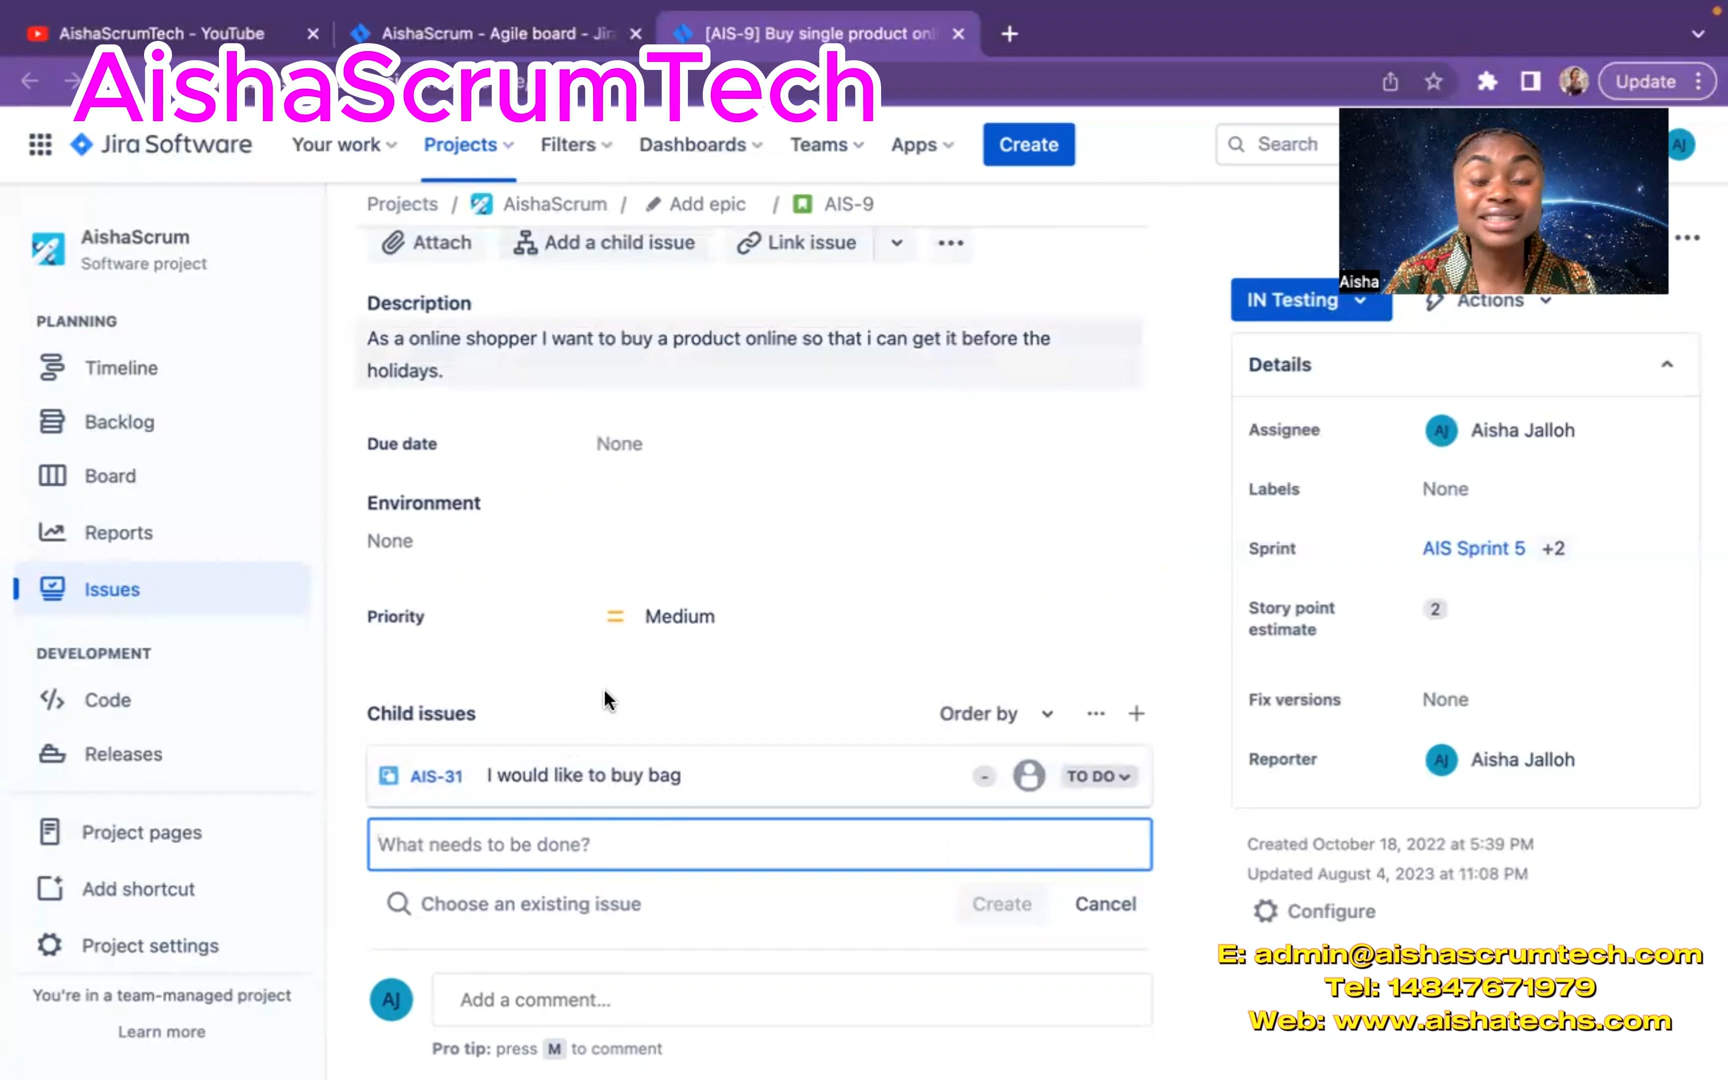 AishaScrumTech - YouTube
AishaScrum - Agile board - Jir
[AIS-9] Buy single product onl
AishaScrumTech
Update
Jira Software
Your work
Projects
Filters
Dashboards
Teams
Apps
Create
Search
AJ
Aisha
AishaScrum
Software project
PLANNING
Timeline
Backlog
Board
Reports
Issues
DEVELOPMENT
Code
Releases
Project pages
Add shortcut
Project settings
You're in a team-managed project
Learn more
Projects / AishaScrum / Add epic / AIS-9
Attach
Add a child issue
Link issue
Description
As a online shopper I want to buy a product online so that i can get it before the
holidays.
Due date None
Environment
None
Priority Medium
Child issues
Order by
AIS-31 I would like to buy bag - TO DO
What needs to be done?
Choose an existing issue
Create
Cancel
AJ
Add a comment...
Pro tip: press M to comment
IN Testing
Actions
Details
Assignee AJ Aisha Jalloh
Labels None
Sprint AIS Sprint 5 +2
Story point
estimate 2
Fix versions None
Reporter AJ Aisha Jalloh
Created October 18, 2022 at 5:39 PM
Updated August 4, 2023 at 11:08 PM
Configure
E: admin@aishascrumtech.com
Tel: 14847671979
Web: www.aishatechs.com